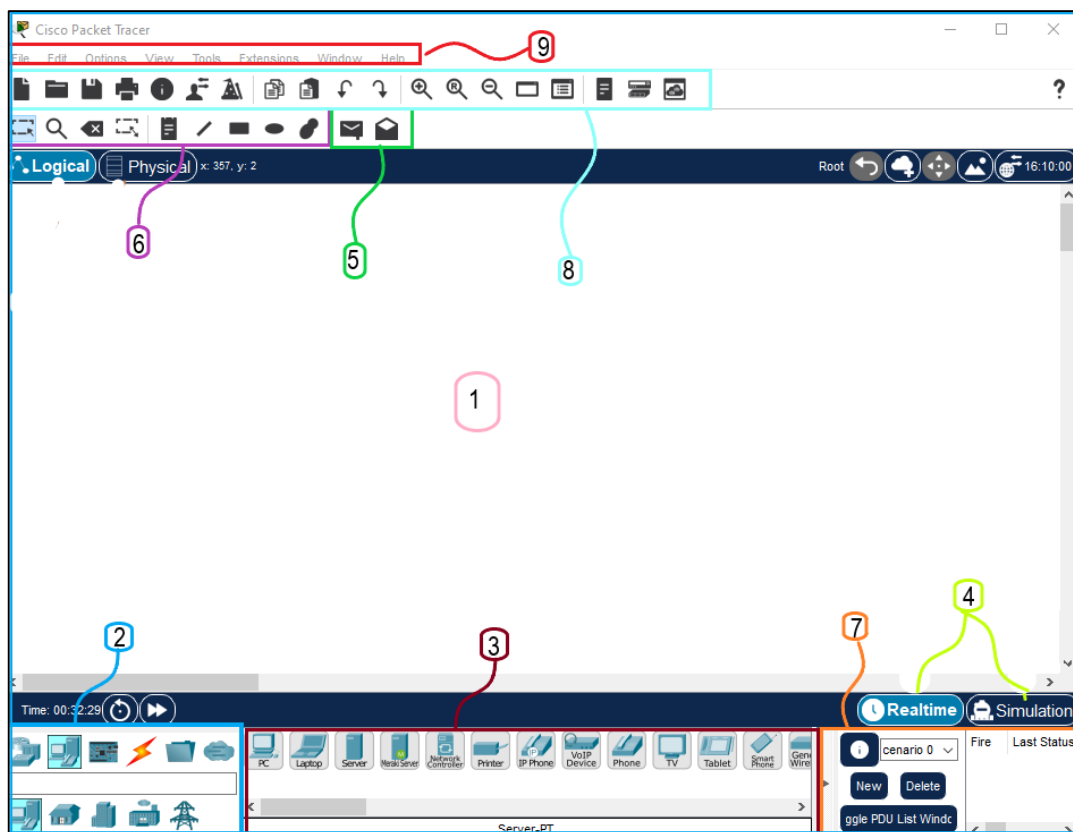 Cisco Packet Tracer
File Edit Options View Tools Extensions Window Help
9
?
Logical Physical x: 357, y: 2 Root 16:10:00
6
5
8
1
2
3
7
4
Time: 00:32:29 Realtime Simulation
PC Laptop Server Meraki Server Network Controller Printer IP Phone VoIP Device Phone TV Tablet Smart Phone Gene Wire
cenario 0 Fire Last Status
New Delete
ggle PDU List Windo
Server-PT